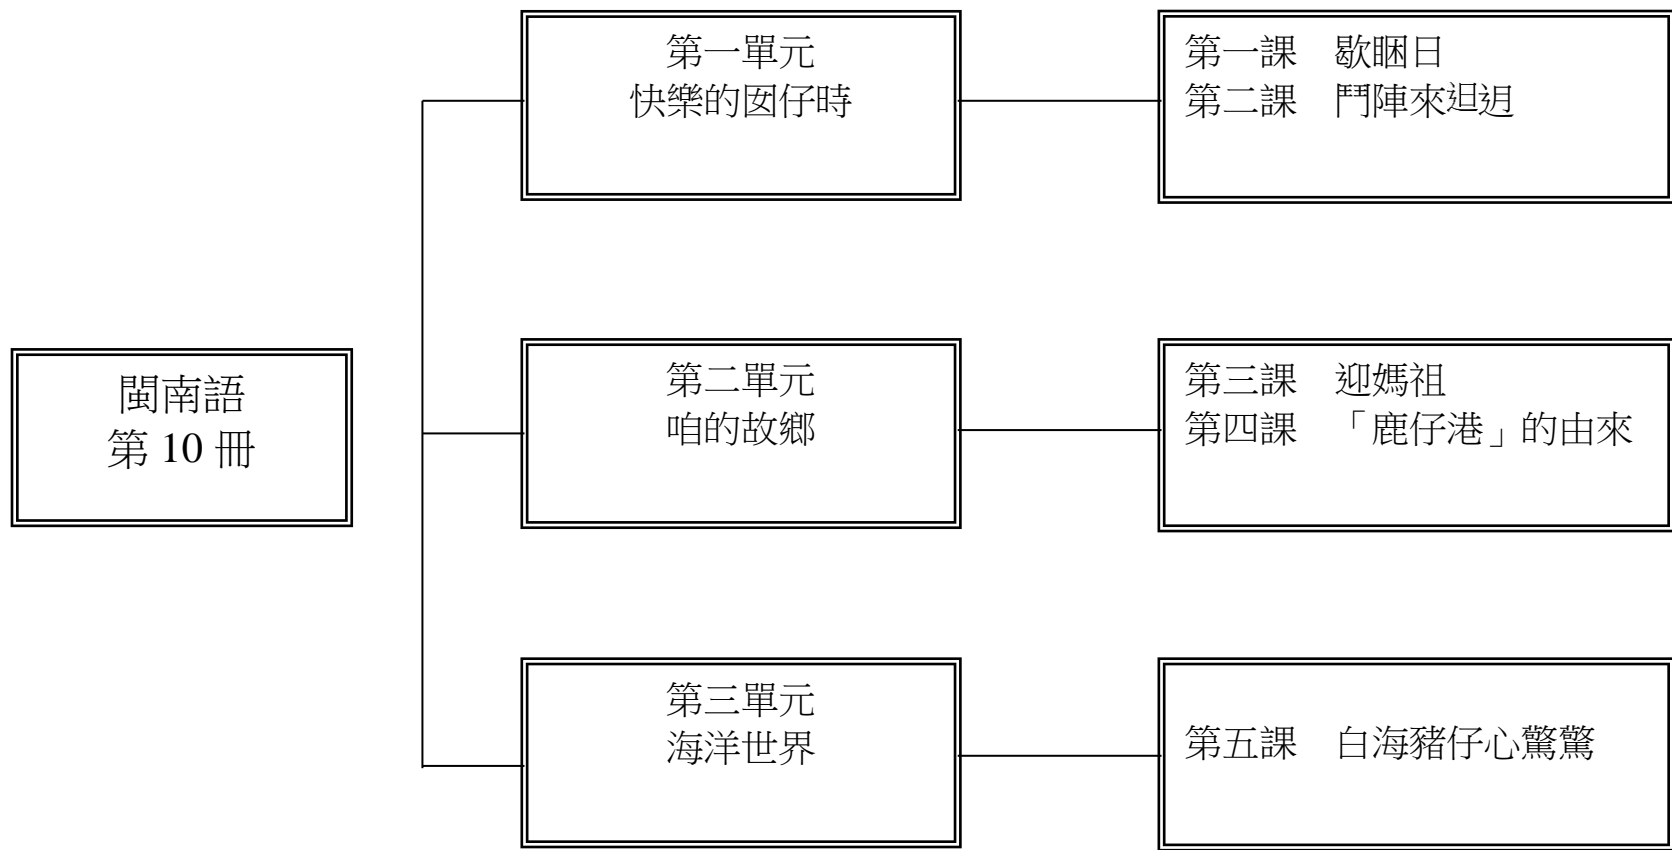 閩南語
第 10 冊
第一單元
快樂的囡仔時
第一課　歇睏日
第二課　鬥陣來𨑨迌
第二單元
咱的故鄉
第三課　迎媽祖
第四課　「鹿仔港」的由來
第三單元
海洋世界
第五課　白海豬仔心驚驚